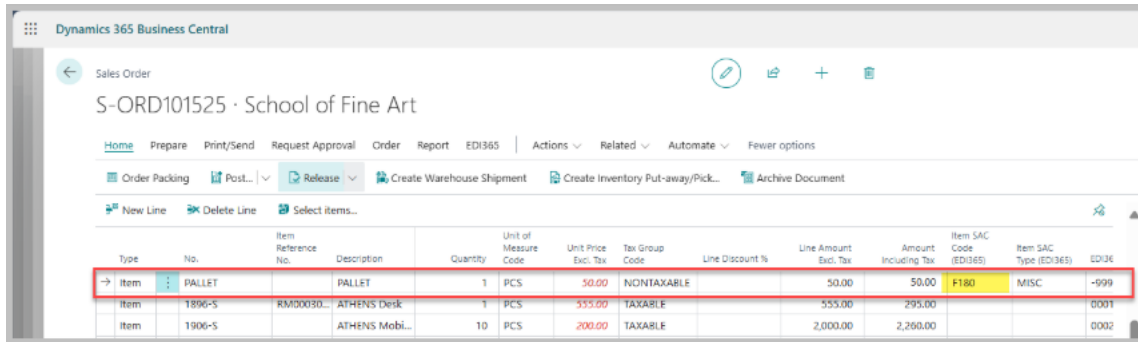 Dynamics 365 Business Central
Sales Order
S-ORD101525 · School of Fine Art
Home Prepare Print/Send Request Approval Order Report EDI365 Actions Related Automate Fewer options
Order Packing Post... Release Create Warehouse Shipment Create Inventory Put-away/Pick... Archive Document
New Line Delete Line Select items...
Type No. Item Reference No. Description Quantity Unit of Measure Code Unit Price Excl. Tax Tax Group Code Line Discount % Line Amount Excl. Tax Amount Including Tax Item SAC Code (EDI365) Item SAC Type (EDI365) EDI36
Item PALLET PALLET 1 PCS 50.00 NONTAXABLE 50.00 50.00 F180 MISC -999
Item 1896-S RM00030... ATHENS Desk 1 PCS 555.00 TAXABLE 555.00 295.00 0001
Item 1906-S ATHENS Mobi... 10 PCS 200.00 TAXABLE 2,000.00 2,260.00 0002